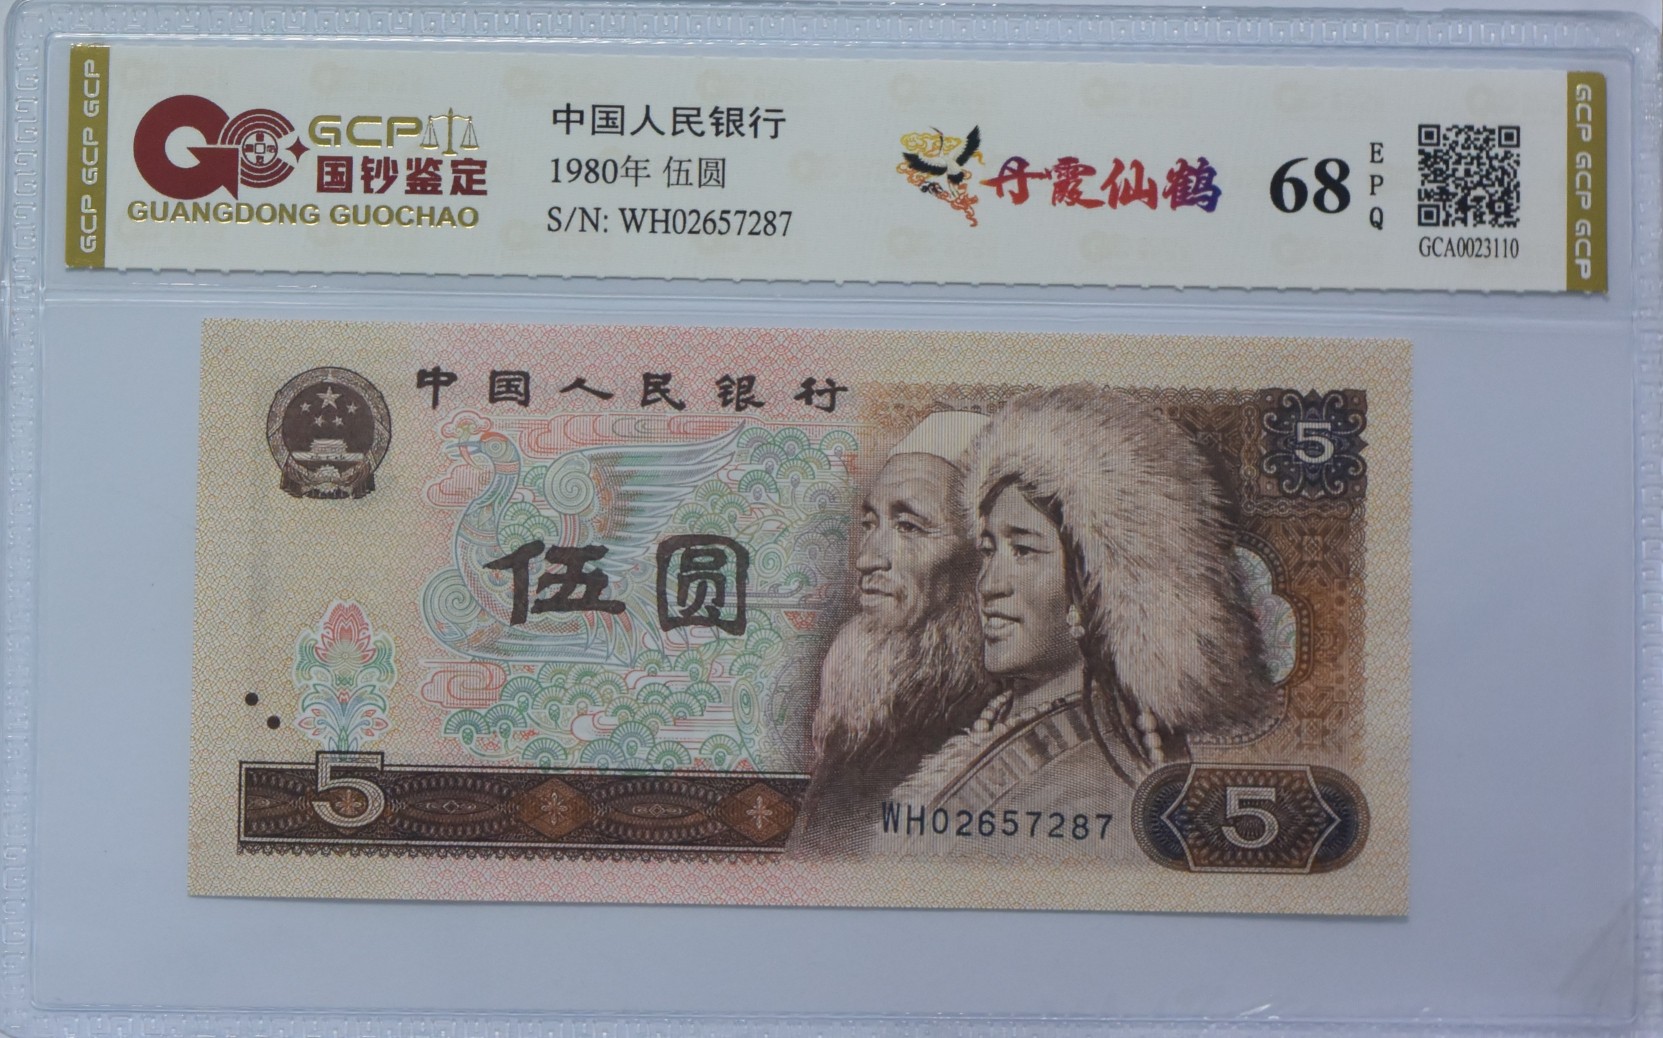 GCP GCP GCP
GCP
国钞鉴定
GUANGDONG GUOCHAO
中国人民银行
1980年 伍圆
S/N: WH02657287
丹霞仙鹤
68
EPQ
GCA0023110
GCP GCP GCP
中国人民银行
5
伍圆
5
WH02657287
5